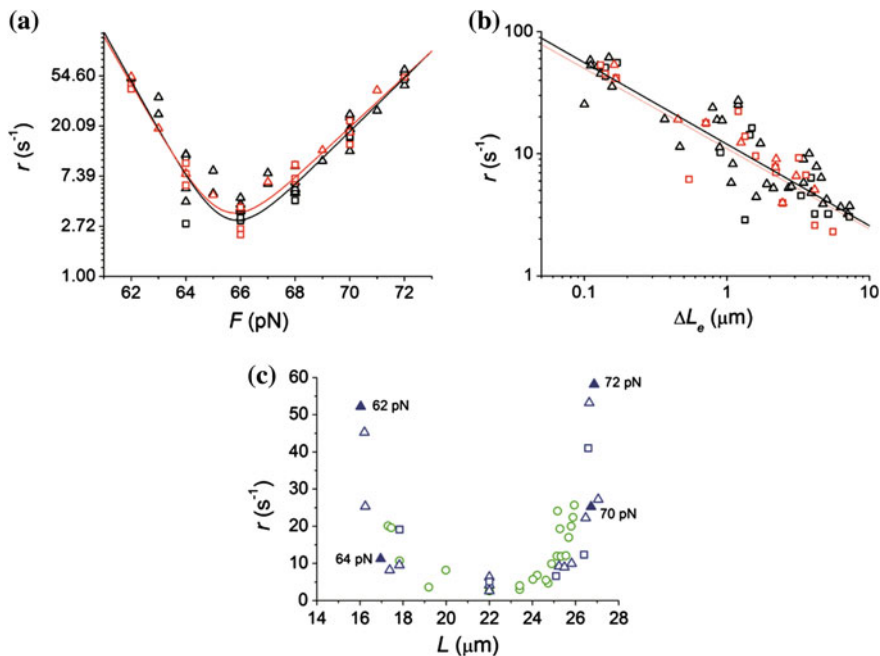 (a)
54.60
20.09
7.39
2.72
1.00
r (s⁻¹)
62 64 66 68 70 72
F (pN)
(b)
100
10
1
r (s⁻¹)
0.1 1 10
ΔLₑ (μm)
(c)
60
50
40
30
20
10
0
r (s⁻¹)
62 pN
72 pN
64 pN
70 pN
14 16 18 20 22 24 26 28
L (μm)